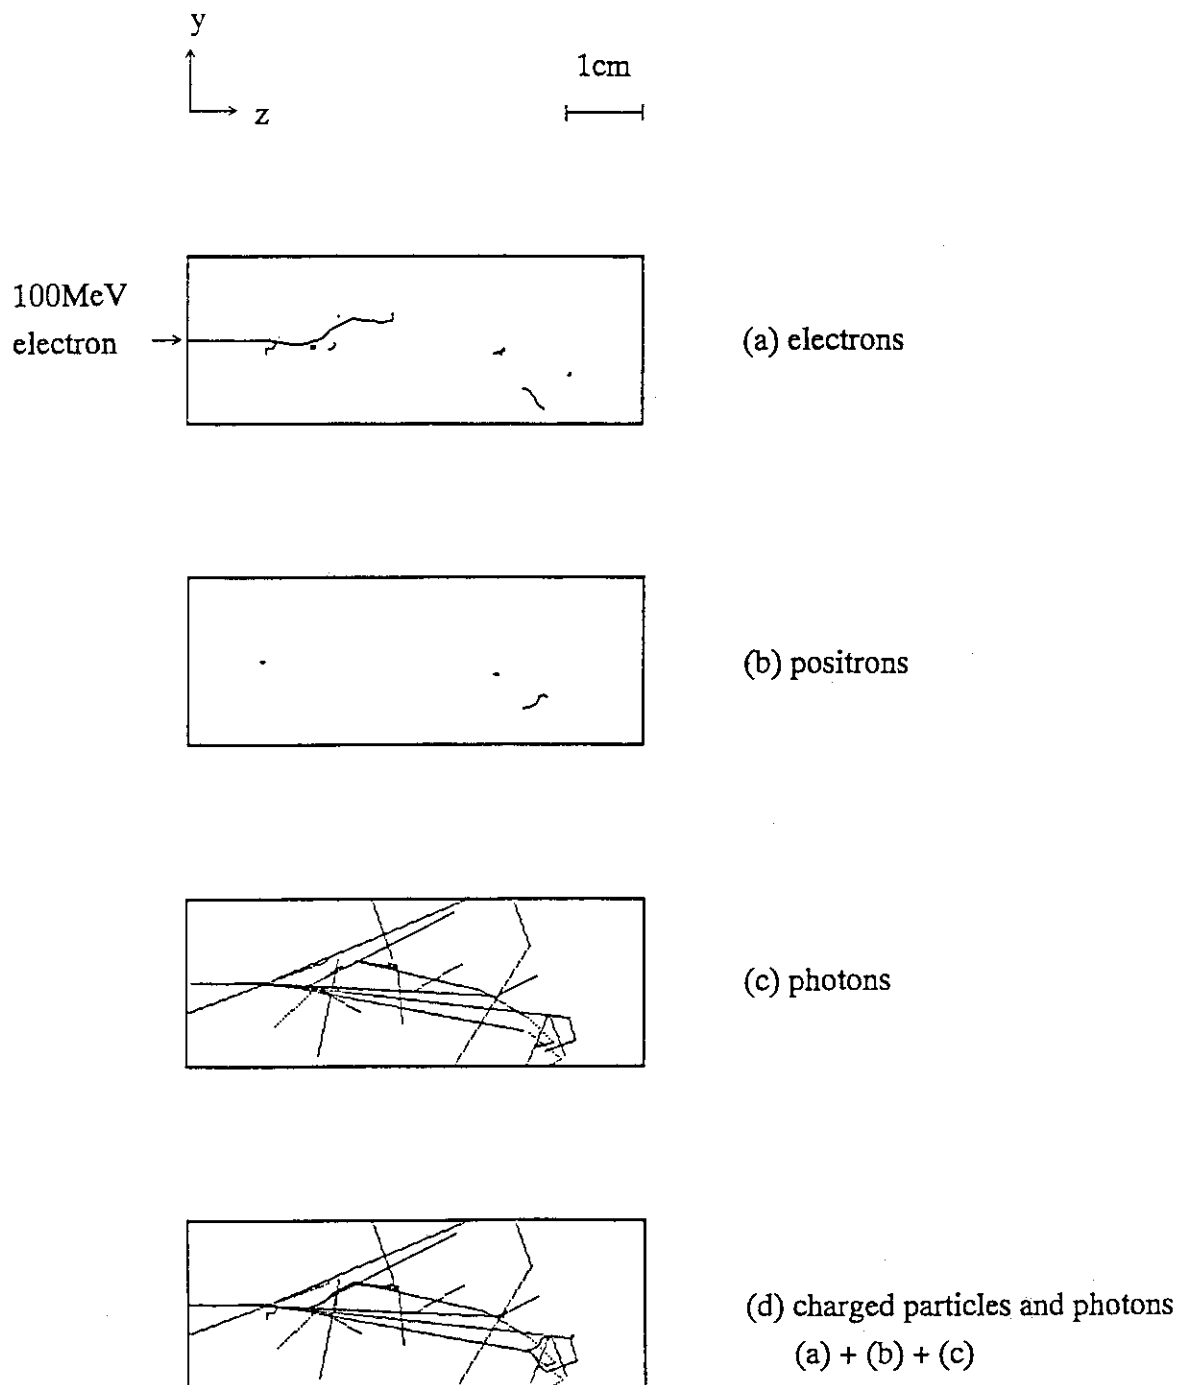 y
1cm
z
100MeV
electron
(a) electrons
(b) positrons
(c) photons
(d) charged particles and photons
(a) + (b) + (c)